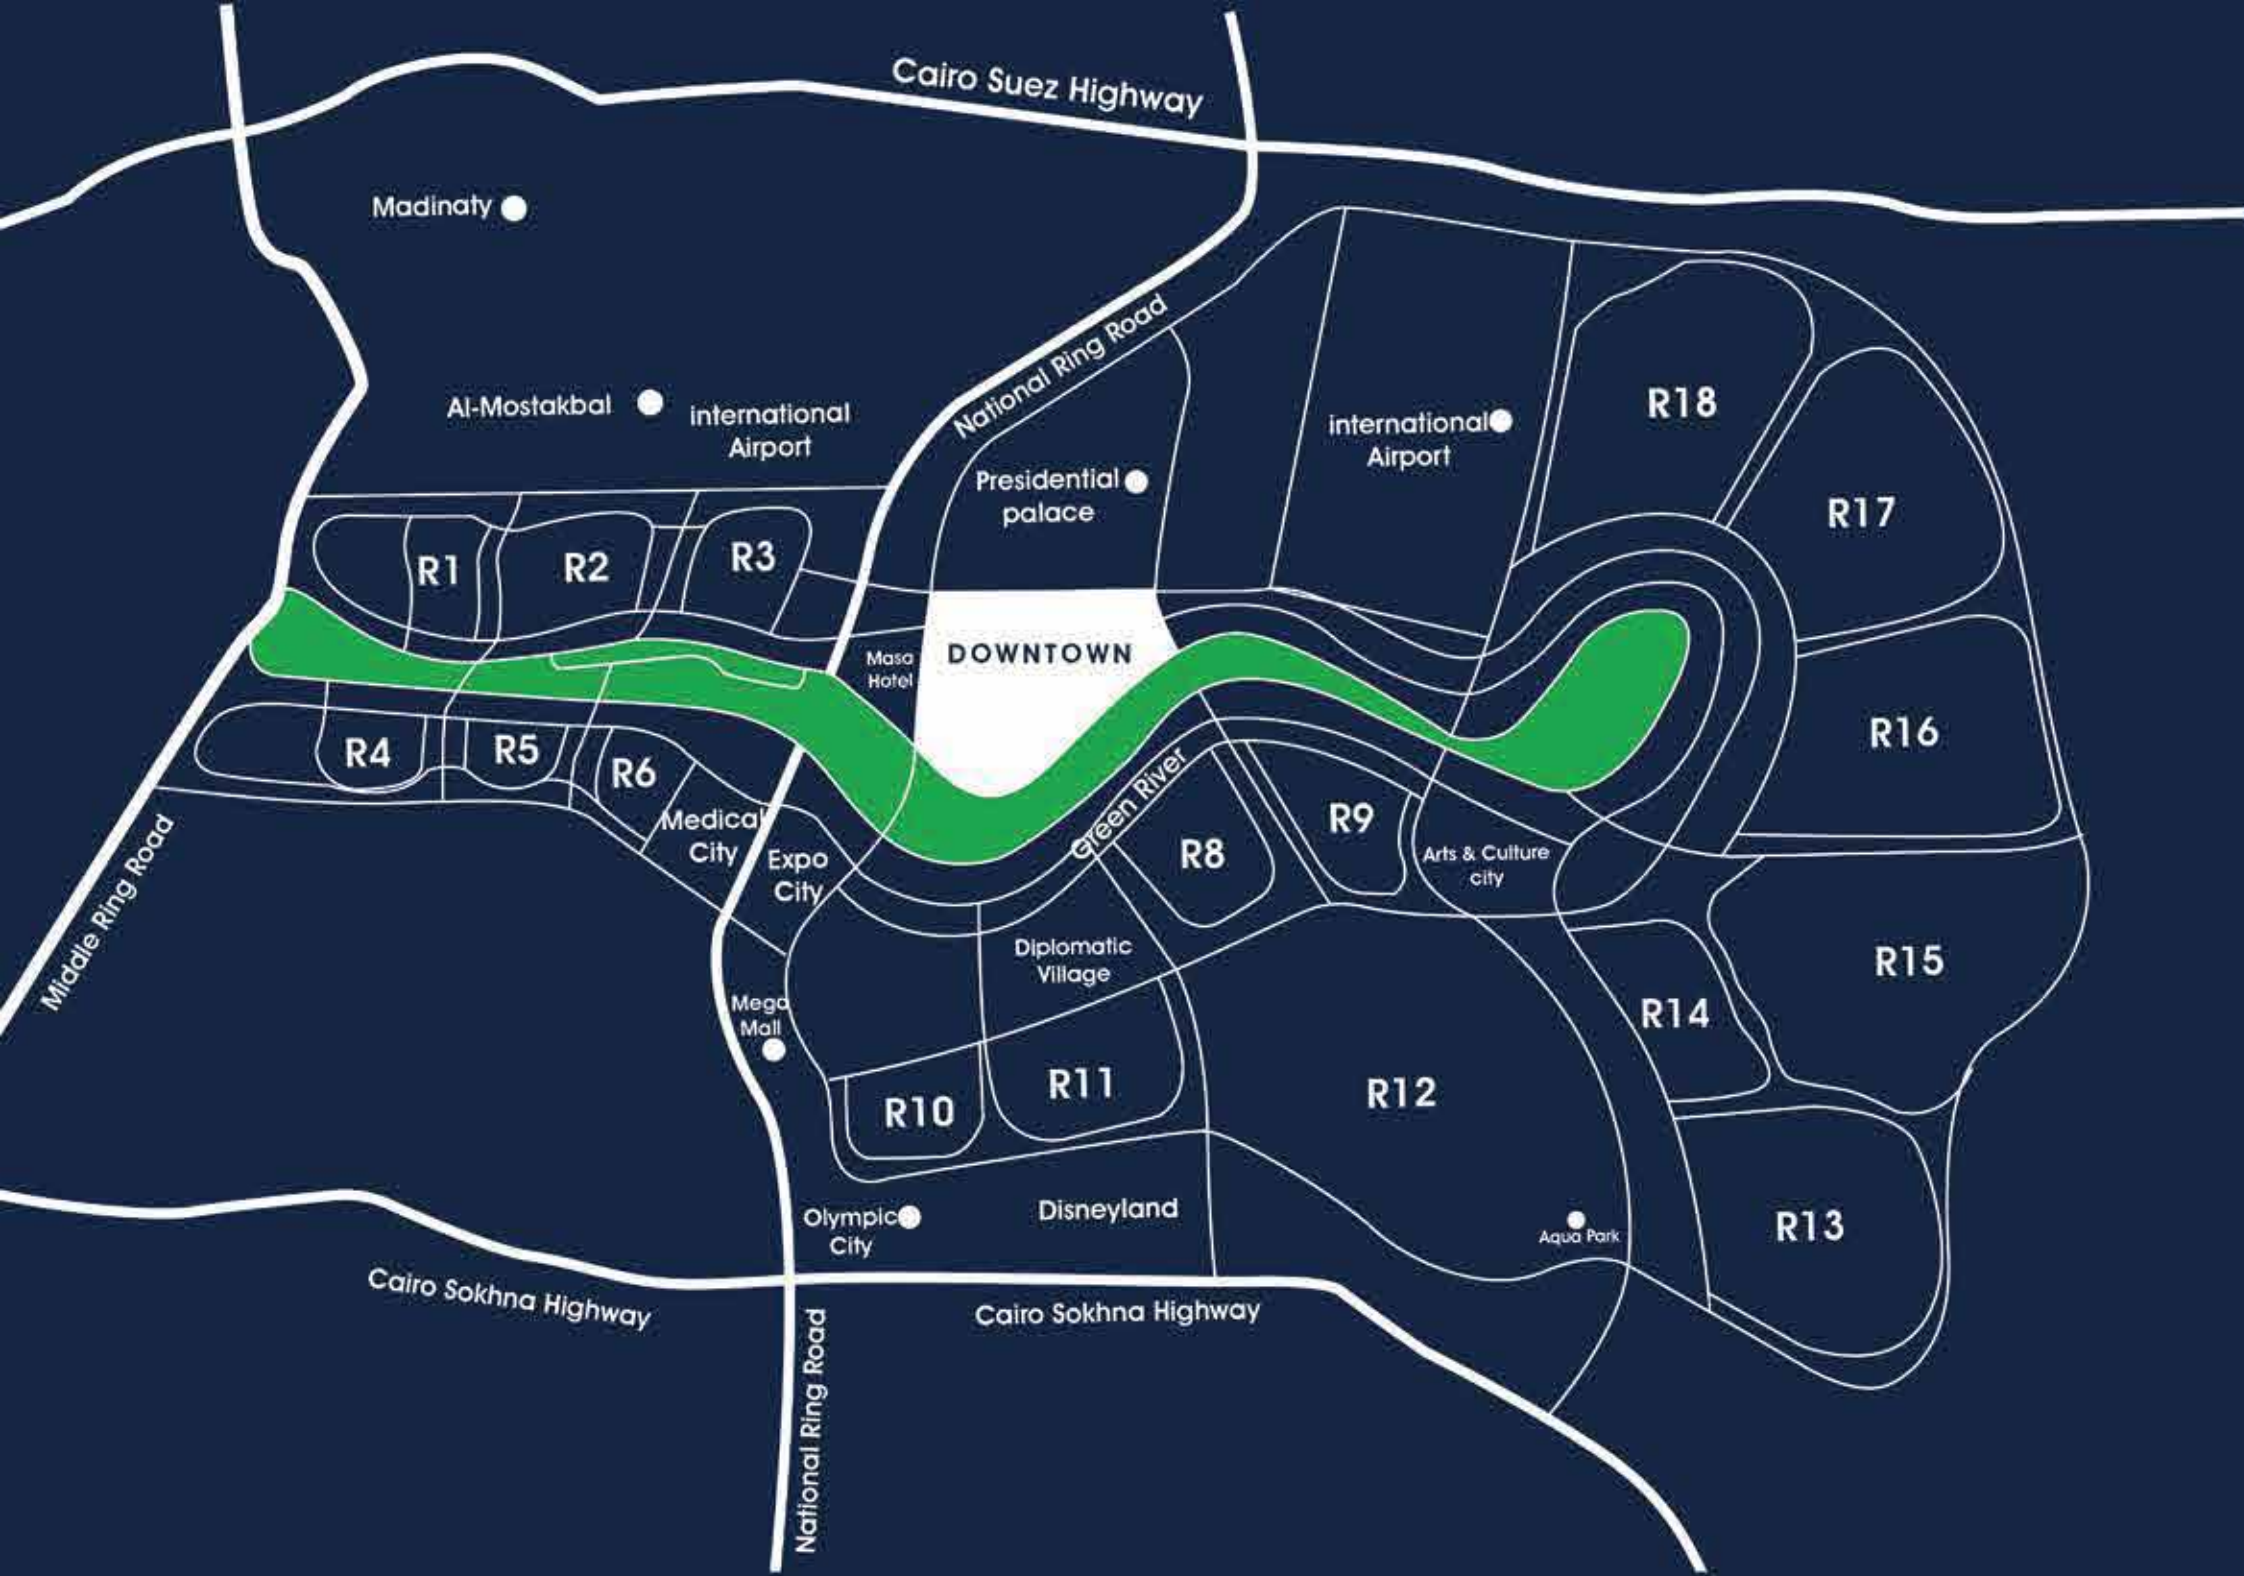 Cairo Suez Highway
Madinaty
National Ring Road
Al-Mostakbal
international
Airport
international
Airport
R18
Presidential
palace
R17
R1
R2
R3
Masa
Hotel
DOWNTOWN
R16
R4
R5
R6
Green River
Medical
City
Expo
City
R8
R9
Arts & Culture
city
Middle Ring Road
Diplomatic
Village
R15
Mega
Mall
R14
R10
R11
R12
Olympic
City
Disneyland
Aqua Park
R13
Cairo Sokhna Highway
Cairo Sokhna Highway
National Ring Road